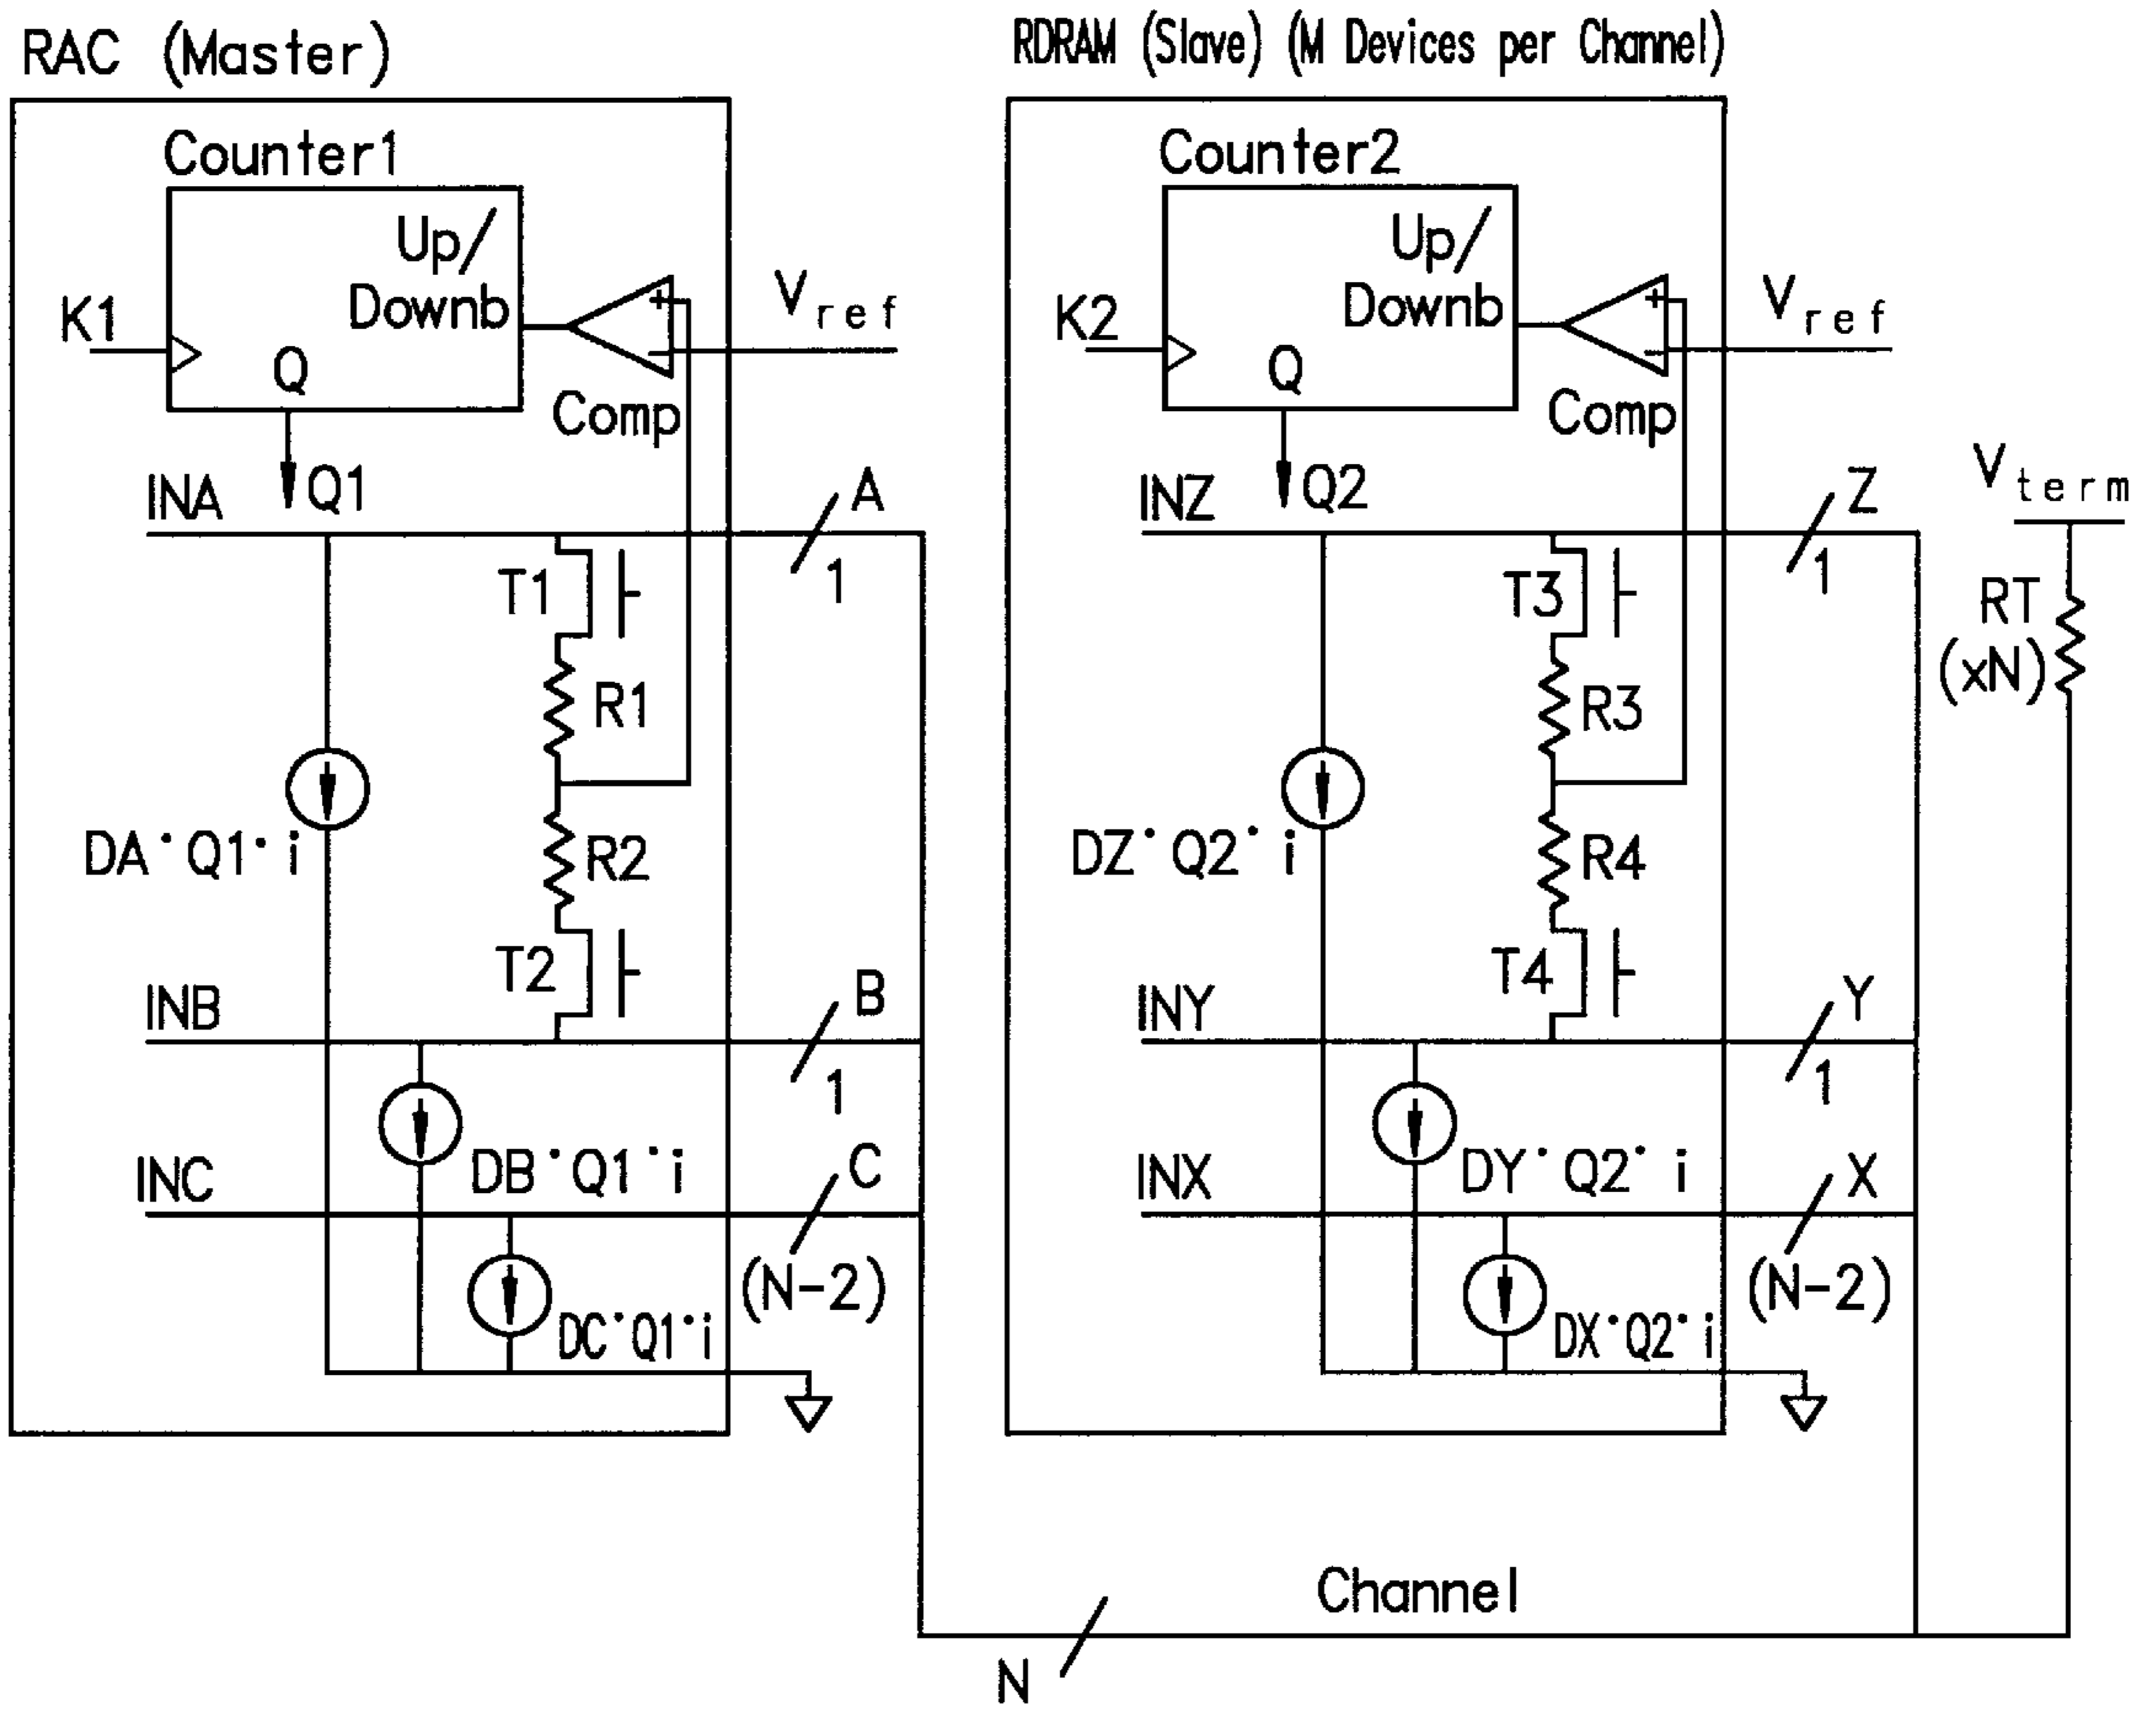 RAC (Master)
Counter1
Up/
Downb
K1
Q
+
−
Comp
Vref
Q1
INA
A
1
T1
R1
DA·Q1·i
R2
T2
INB
B
1
DB·Q1·i
INC
C
(N-2)
DC·Q1·i
RDRAM (Slave) (M Devices per Channel)
Counter2
Up/
Downb
K2
Q
+
−
Comp
Vref
Q2
INZ
Z
1
T3
R3
DZ·Q2·i
R4
T4
INY
Y
1
DY·Q2·i
INX
X
(N-2)
DX·Q2·i
Vterm
RT
(xN)
Channel
N